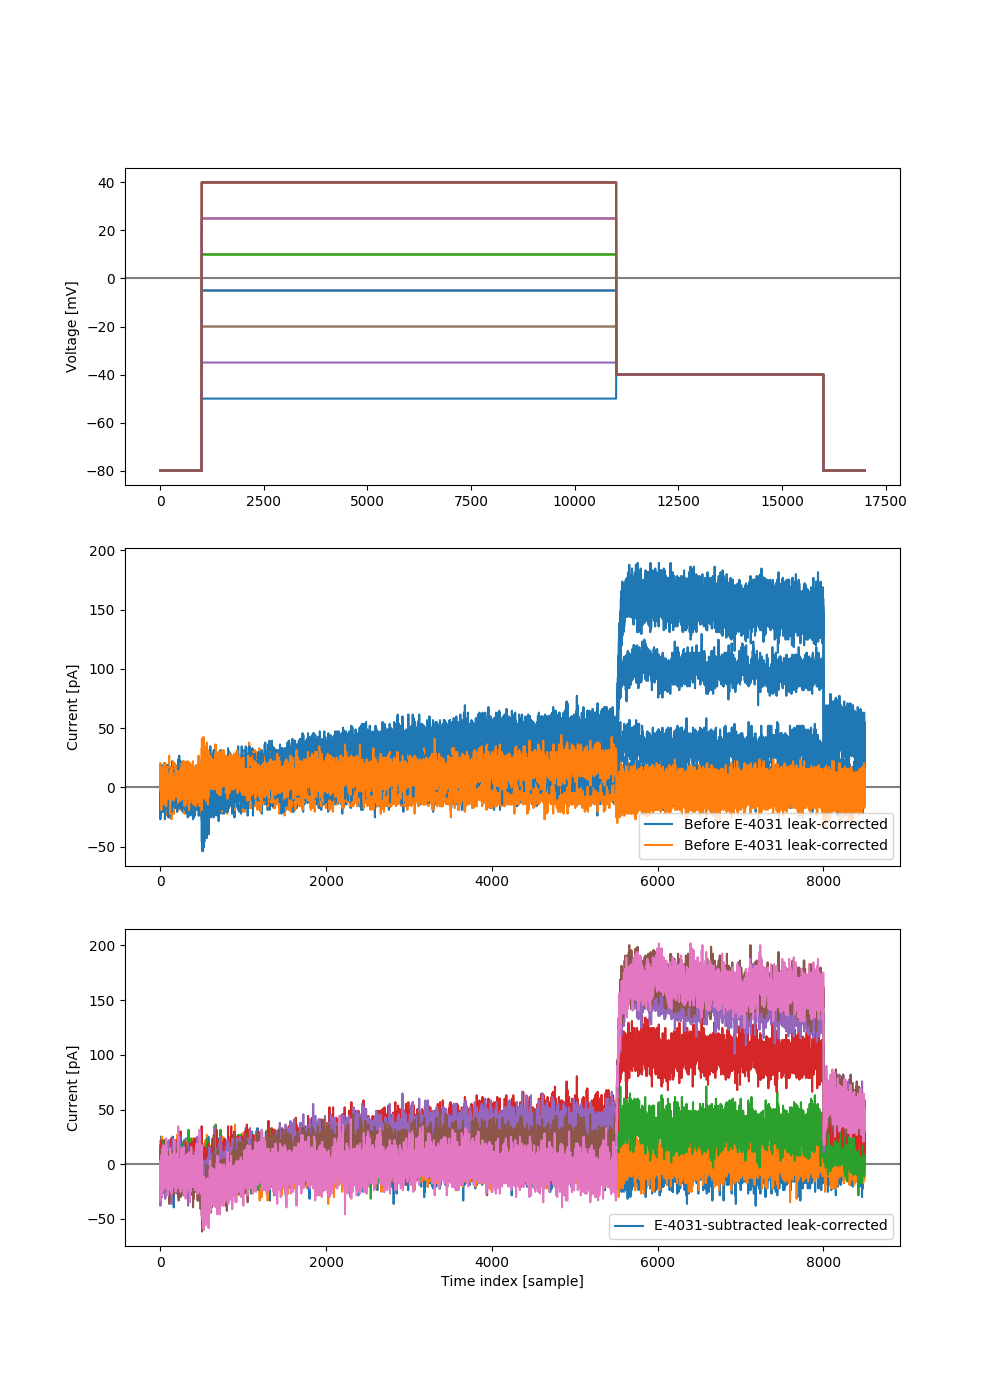 40
20
0
−20
−40
−60
−80
Voltage [mV]
0 2500 5000 7500 10000 12500 15000 17500
200
150
100
50
0
−50
Current [pA]
Before E-4031 leak-corrected
Before E-4031 leak-corrected
0 2000 4000 6000 8000
200
150
100
50
0
−50
Current [pA]
E-4031-subtracted leak-corrected
0 2000 4000 6000 8000
Time index [sample]